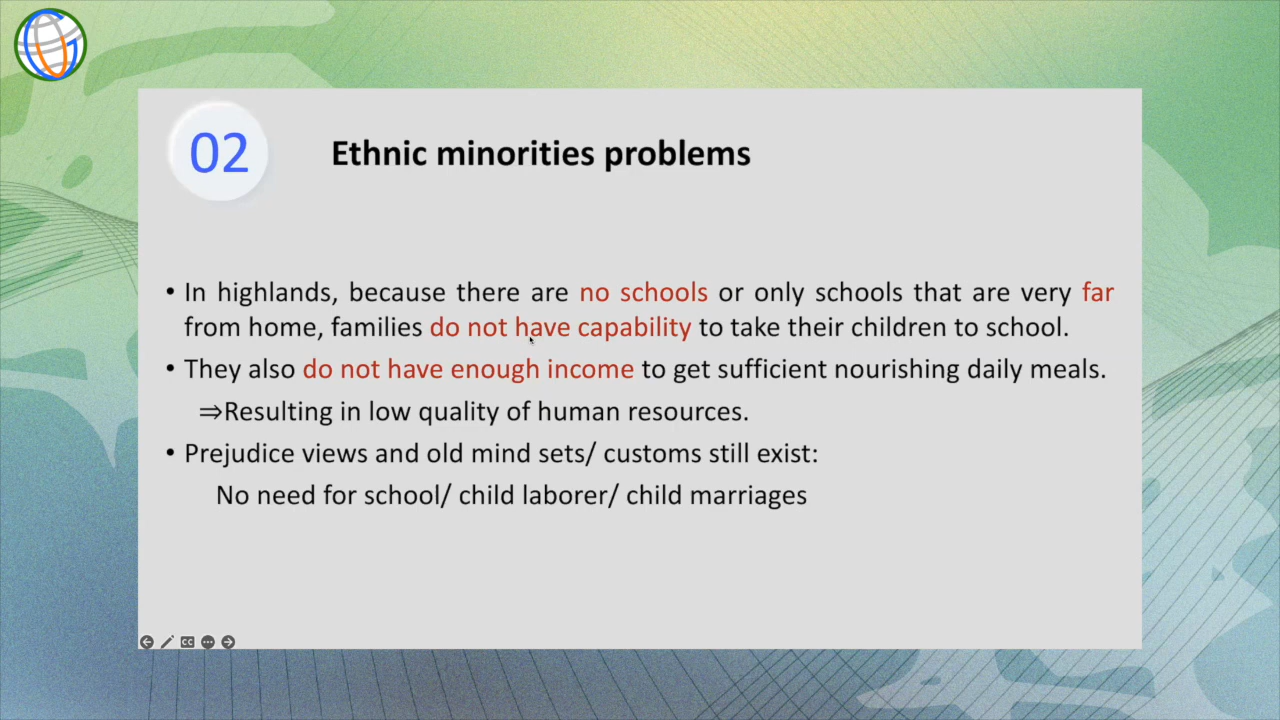 02
Ethnic minorities problems
• In highlands, because there are no schools or only schools that are very far
from home, families do not have capability to take their children to school.
• They also do not have enough income to get sufficient nourishing daily meals.
⇒Resulting in low quality of human resources.
• Prejudice views and old mind sets/ customs still exist:
No need for school/ child laborer/ child marriages
CC